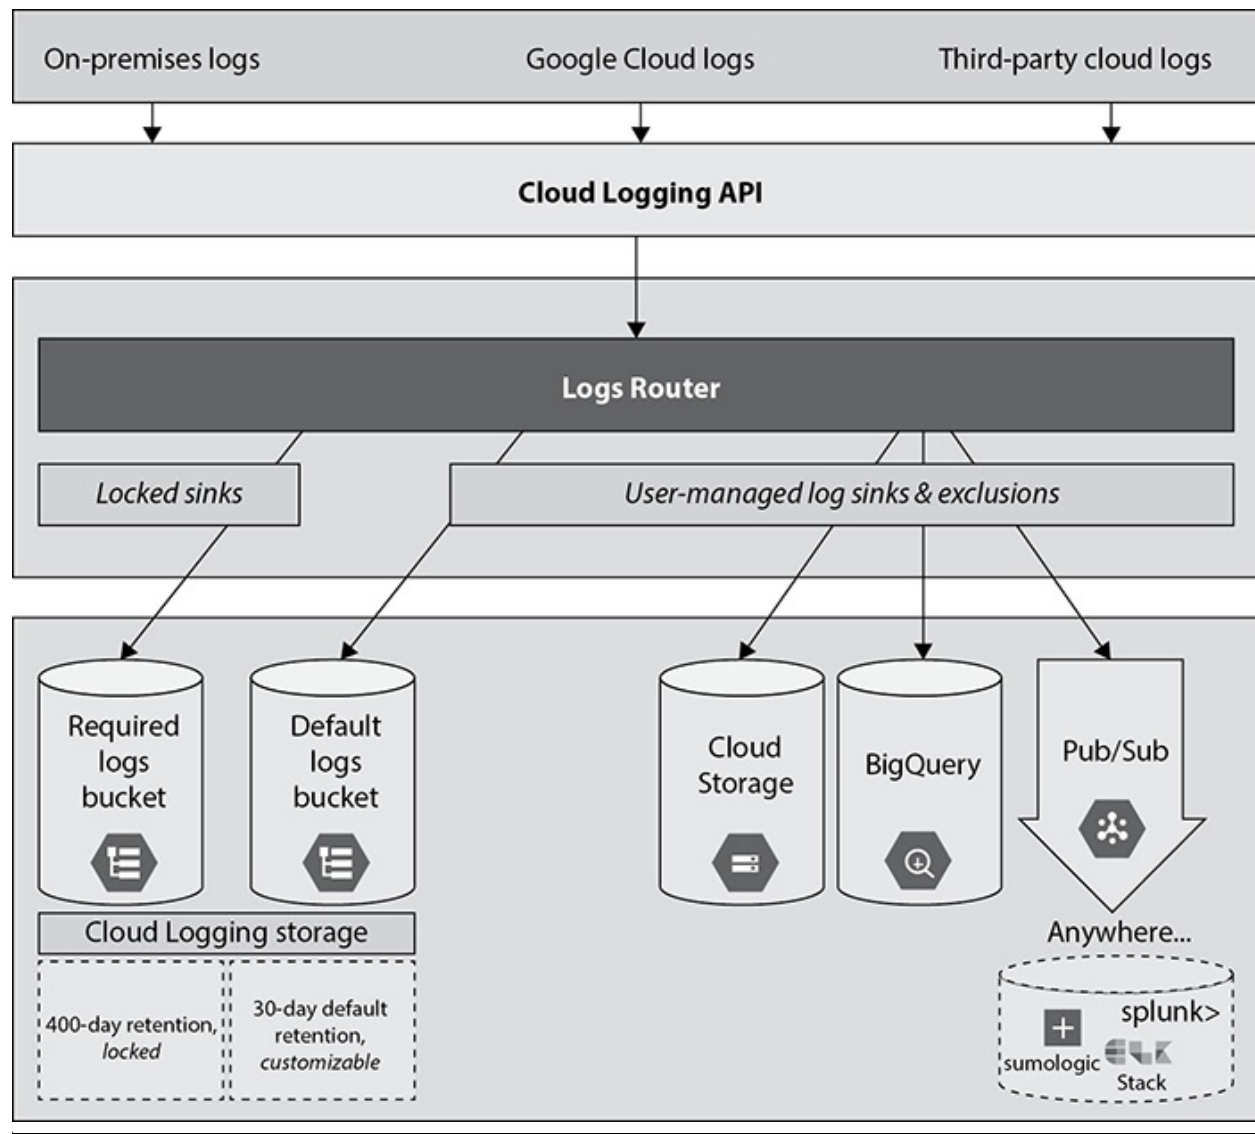 On-premises logs
Google Cloud logs
Third-party cloud logs
Cloud Logging API
Logs Router
Locked sinks
User-managed log sinks & exclusions
Required
logs
bucket
Default
logs
bucket
Cloud
Storage
BigQuery
Pub/Sub
Cloud Logging storage
400-day retention,
locked
30-day default
retention,
customizable
Anywhere...
splunk>
sumologic
ELK
Stack